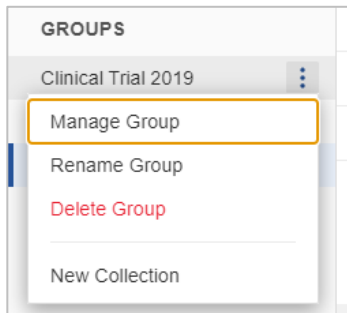 GROUPS
Clinical Trial 2019
Manage Group
Rename Group
Delete Group
New Collection